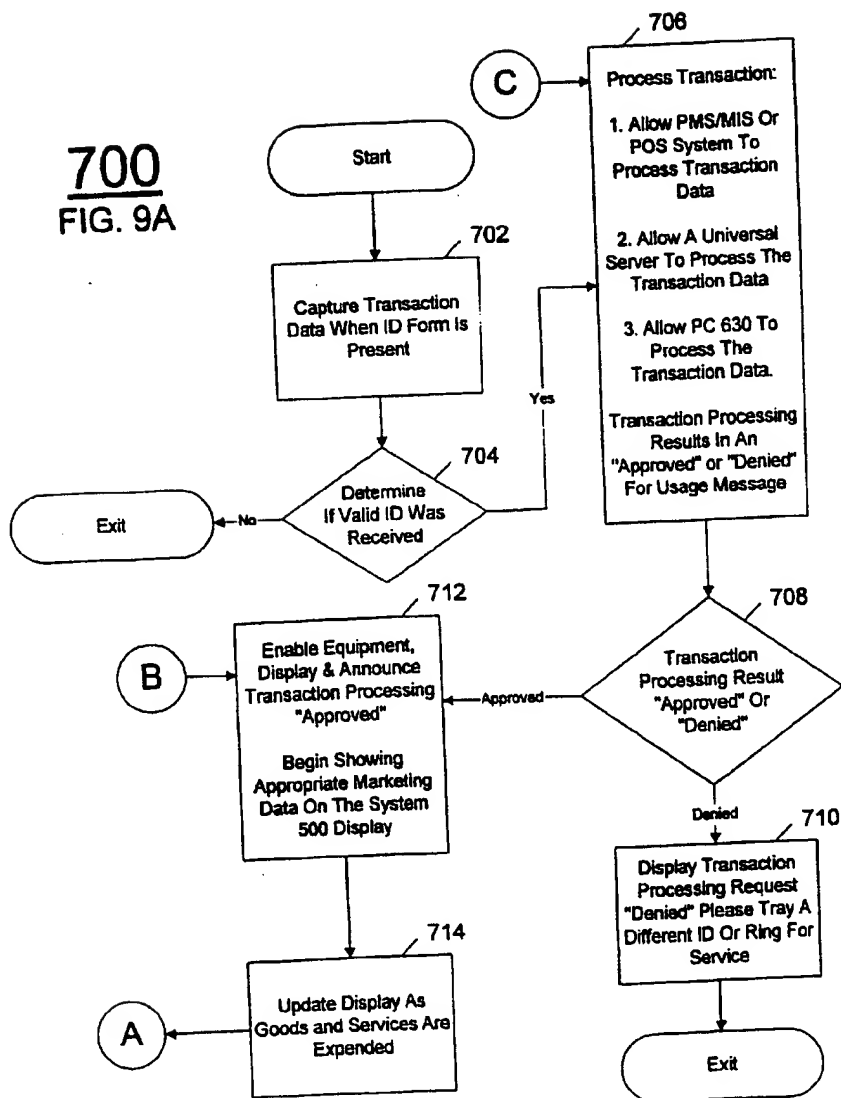 700
FIG. 9A
Start
702
Capture Transaction
Data When ID Form Is
Present
704
Determine
If Valid ID Was
Received
No
Exit
Yes
C
706
Process Transaction:
1. Allow PMS/MIS Or
POS System To
Process Transaction
Data
2. Allow A Universal
Server To Process The
Transaction Data
3. Allow PC 630 To
Process The
Transaction Data.
Transaction Processing
Results In An
"Approved" or "Denied"
For Usage Message
708
Transaction
Processing Result
"Approved" Or
"Denied"
Approved
Denied
710
Display Transaction
Processing Request
"Denied" Please Tray A
Different ID Or Ring For
Service
Exit
712
B
Enable Equipment,
Display & Announce
Transaction Processing
"Approved"
Begin Showing
Appropriate Marketing
Data On The System
500 Display
714
Update Display As
Goods and Services Are
Expended
A